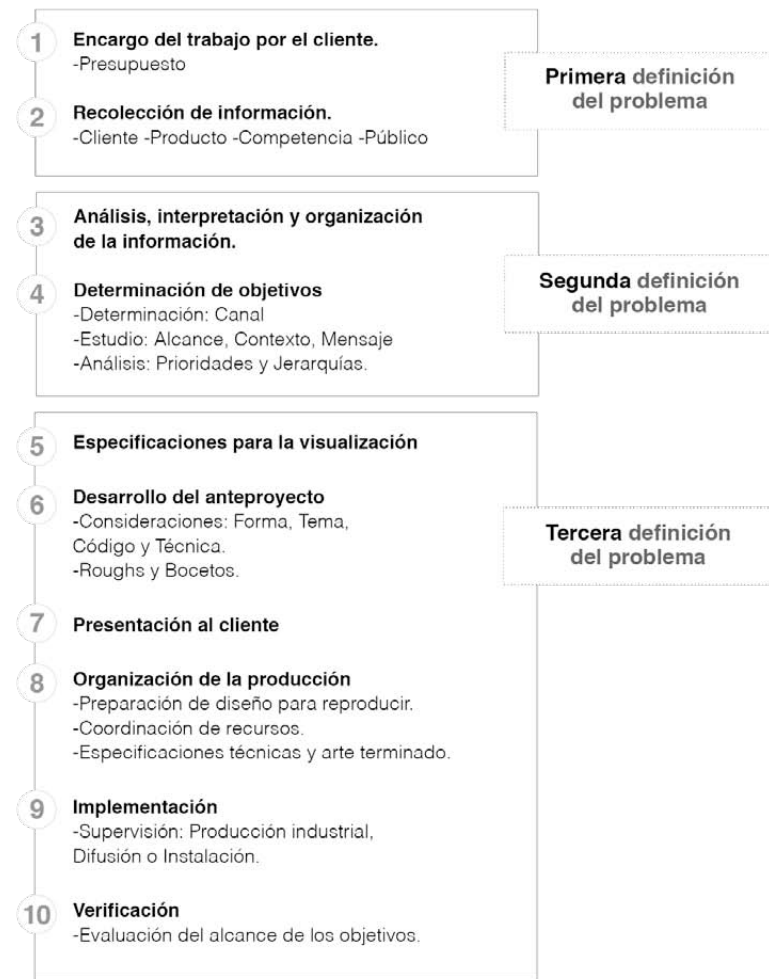 1
Encargo del trabajo por el cliente.
-Presupuesto
2
Recolección de información.
-Cliente -Producto -Competencia -Público
Primera definición
del problema
3
Análisis, interpretación y organización
de la información.
4
Determinación de objetivos
-Determinación: Canal
-Estudio: Alcance, Contexto, Mensaje
-Análisis: Prioridades y Jerarquías.
Segunda definición
del problema
5
Especificaciones para la visualización
6
Desarrollo del anteproyecto
-Consideraciones: Forma, Tema,
Código y Técnica.
-Roughs y Bocetos.
Tercera definición
del problema
7
Presentación al cliente
8
Organización de la producción
-Preparación de diseño para reproducir.
-Coordinación de recursos.
-Especificaciones técnicas y arte terminado.
9
Implementación
-Supervisión: Producción industrial,
Difusión o Instalación.
10
Verificación
-Evaluación del alcance de los objetivos.